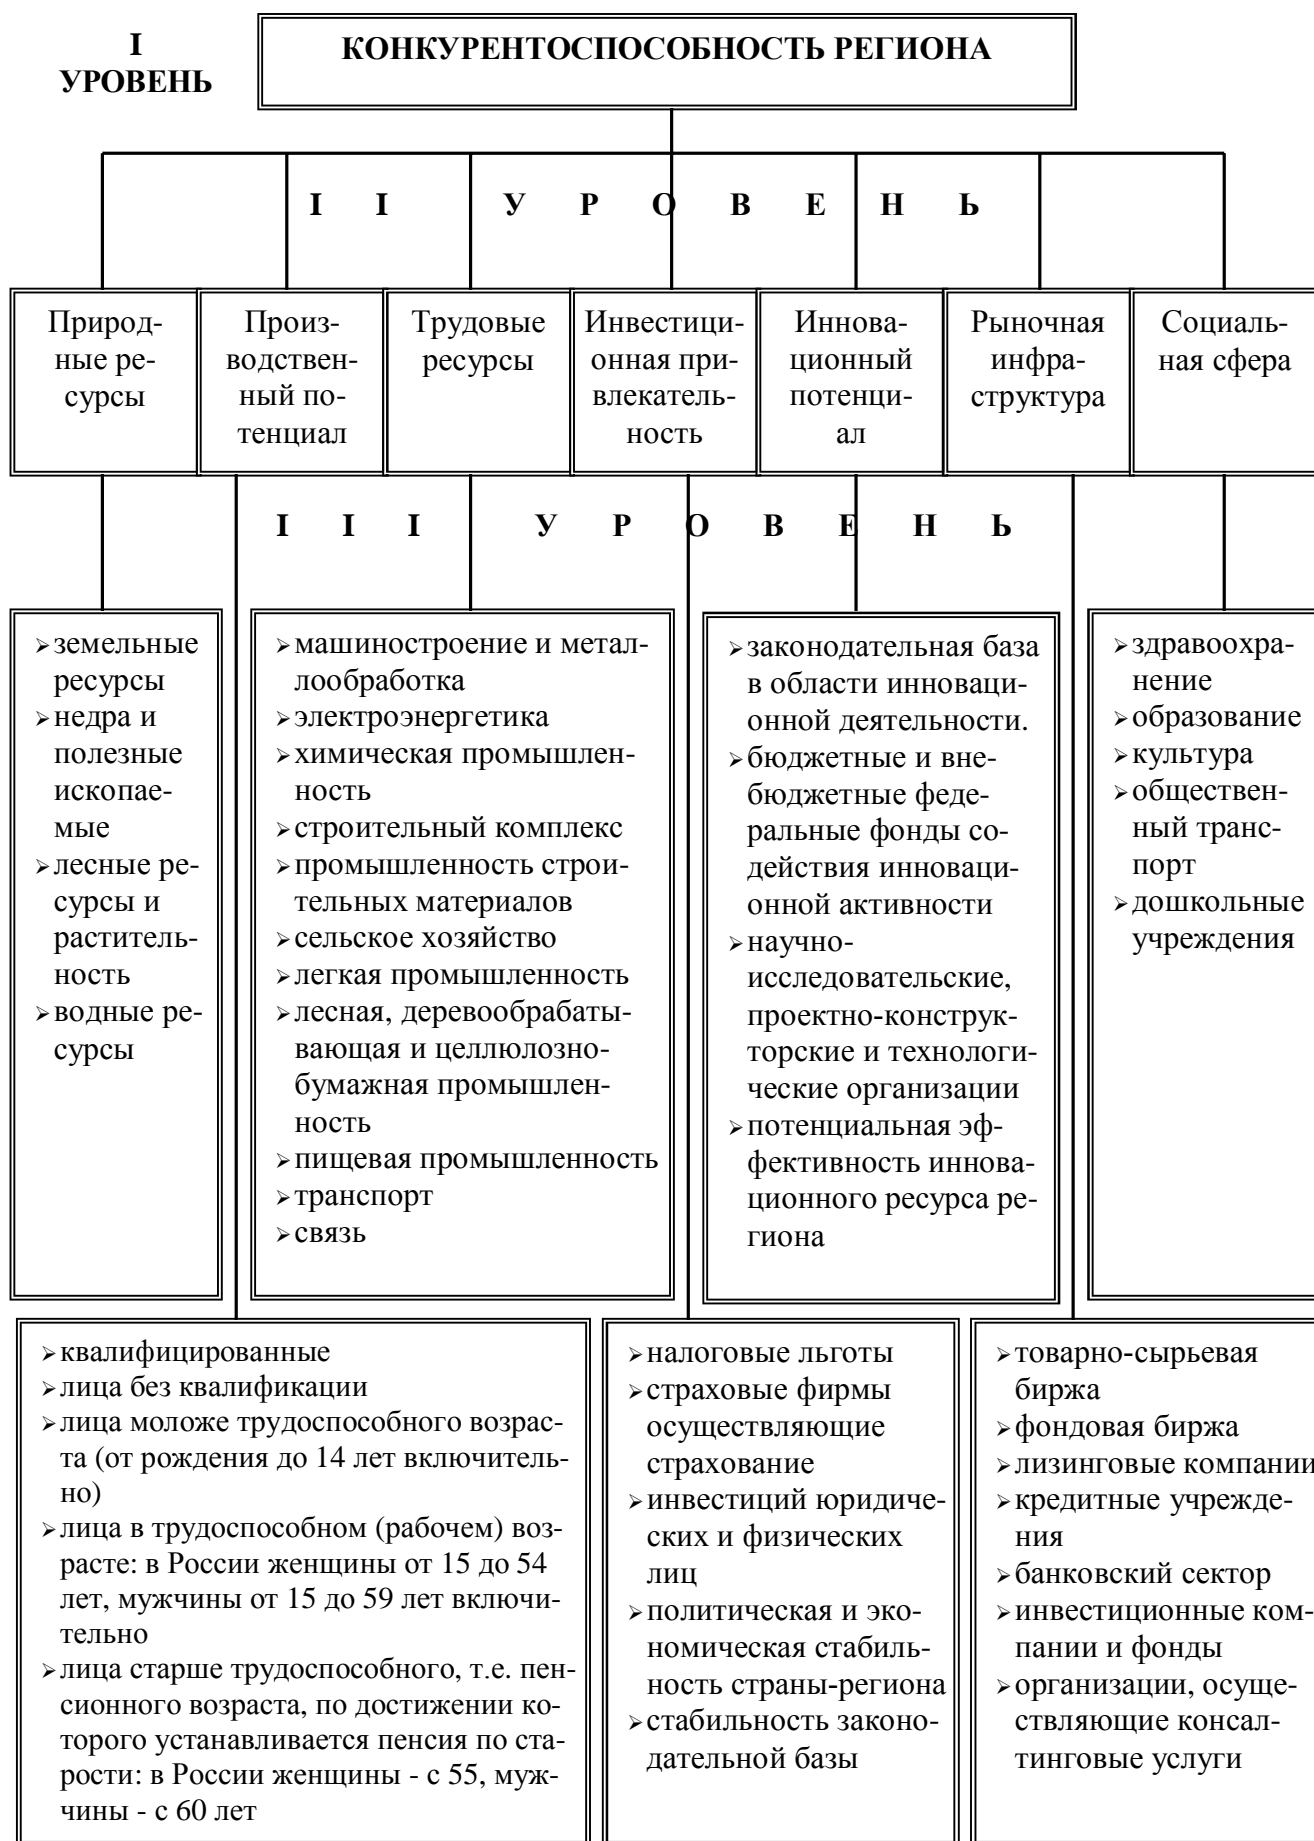 I
УРОВЕНЬ
КОНКУРЕНТОСПОСОБНОСТЬ РЕГИОНА
I I У Р О В Е Н Ь
Природ-
ные ре-
сурсы
Произ-
водствен-
ный по-
тенциал
Трудовые
ресурсы
Инвестици-
онная при-
влекатель-
ность
Иннова-
ционный
потенци-
ал
Рыночная
инфра-
структура
Социаль-
ная сфера
I I I У Р О В Е Н Ь
➢земельные
ресурсы
➢недра и
полезные
ископае-
мые
➢лесные ре-
сурсы и
раститель-
ность
➢водные ре-
сурсы
➢машиностроение и метал-
лообработка
➢электроэнергетика
➢химическая промышлен-
ность
➢строительный комплекс
➢промышленность строи-
тельных материалов
➢сельское хозяйство
➢легкая промышленность
➢лесная, деревообрабаты-
вающая и целлюлозно-
бумажная промышлен-
ность
➢пищевая промышленность
➢транспорт
➢связь
➢законодательная база
в области инноваци-
онной деятельности.
➢бюджетные и вне-
бюджетные феде-
ральные фонды со-
действия инноваци-
онной активности
➢научно-
исследовательские,
проектно-конструк-
торские и технологи-
ческие организации
➢потенциальная эф-
фективность иннова-
ционного ресурса ре-
гиона
➢здравоохра-
нение
➢образование
➢культура
➢обществен-
ный транс-
порт
➢дошкольные
учреждения
➢квалифицированные
➢лица без квалификации
➢лица моложе трудоспособного возрас-
та (от рождения до 14 лет включитель-
но)
➢лица в трудоспособном (рабочем) воз-
расте: в России женщины от 15 до 54
лет, мужчины от 15 до 59 лет включи-
тельно
➢лица старше трудоспособного, т.е. пен-
сионного возраста, по достижении ко-
торого устанавливается пенсия по ста-
рости: в России женщины - с 55, муж-
чины - с 60 лет
➢налоговые льготы
➢страховые фирмы
осуществляющие
страхование
➢инвестиций юридиче-
ских и физических
лиц
➢политическая и эко-
номическая стабиль-
ность страны-региона
➢стабильность законо-
дательной базы
➢товарно-сырьевая
биржа
➢фондовая биржа
➢лизинговые компании
➢кредитные учрежде-
ния
➢банковский сектор
➢инвестиционные ком-
пании и фонды
➢организации, осуще-
ствляющие консал-
тинговые услуги